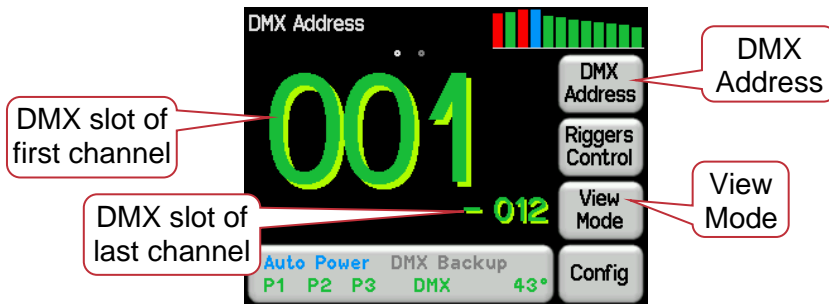 DMX Address
001
- 012
DMX
Address
Riggers
Control
View
Mode
Config
Auto Power DMX Backup
P1 P2 P3 DMX 43°
DMX slot of
first channel
DMX slot of
last channel
DMX
Address
View
Mode